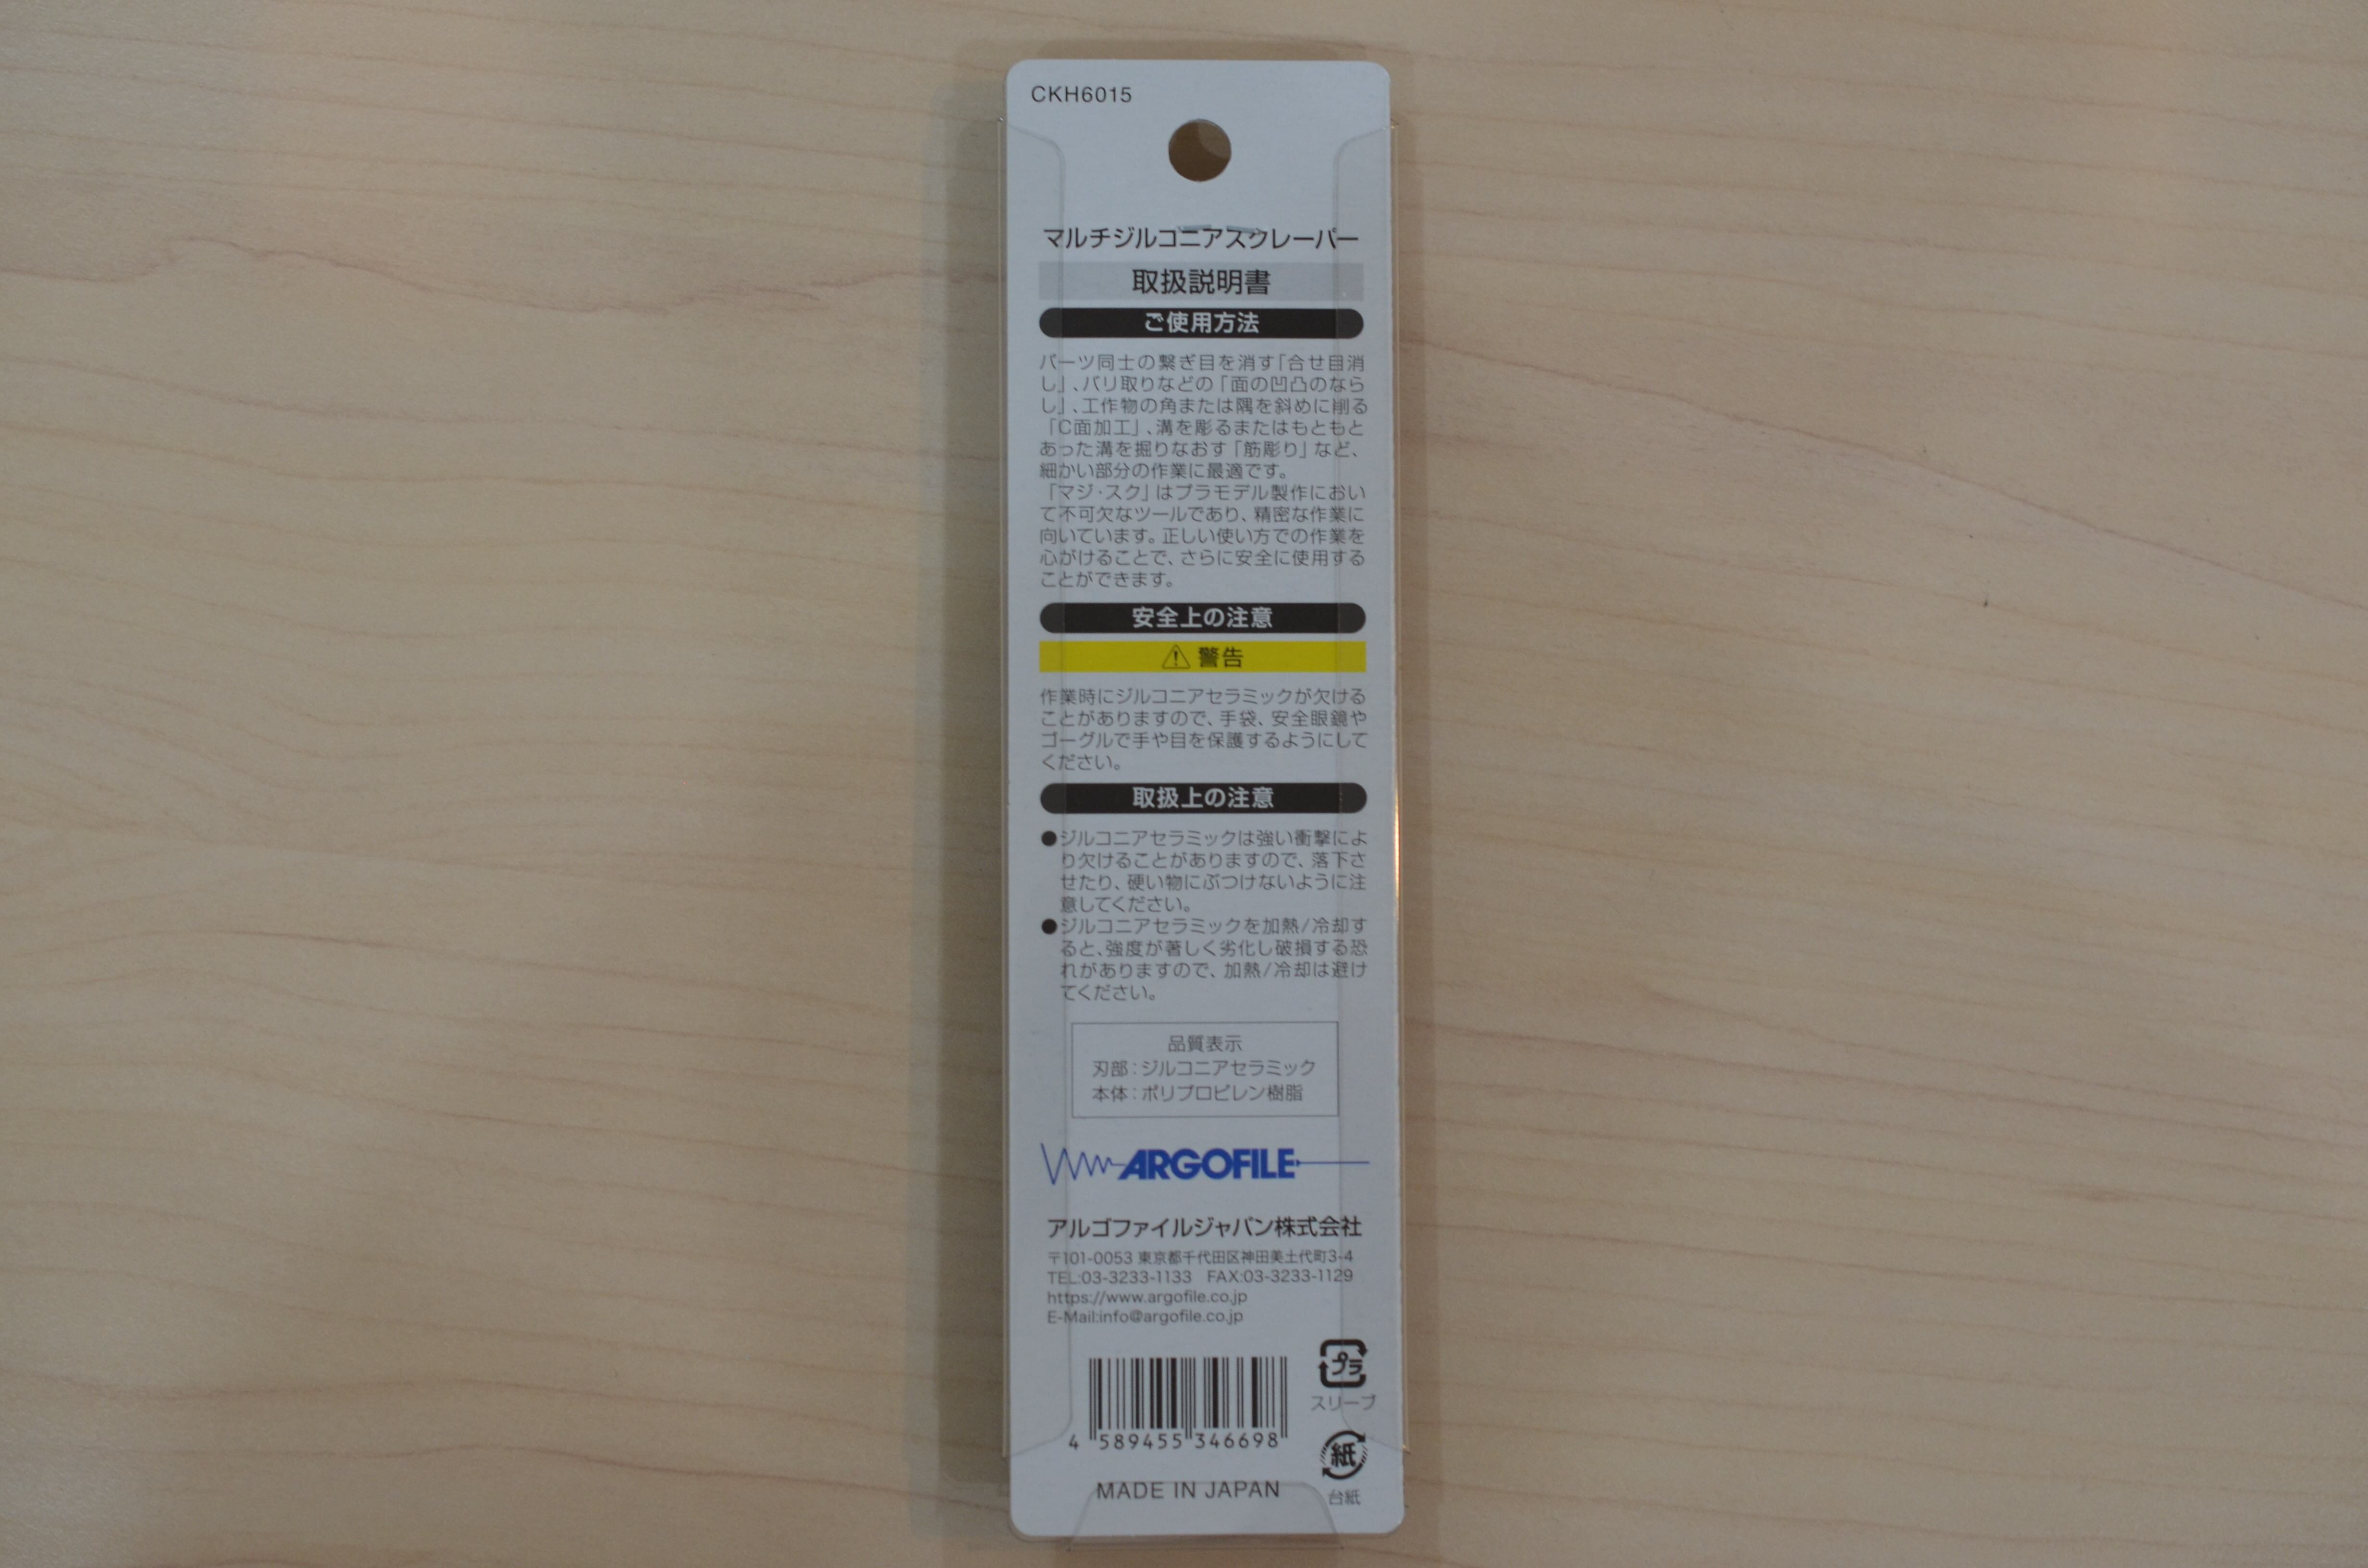 CKH6015
マルチジルコニアスクレーパー
取扱説明書
ご使用方法
パーツ同士の繋ぎ目を消す「合せ目消
し」、バリ取りなどの「面の凹凸のなら
し」、工作物の角または隅を斜めに削る
「C面加工」、溝を彫るまたはもともと
あった溝を掘りなおす「筋彫り」など、
細かい部分の作業に最適です。
「マジ・スク」はプラモデル製作におい
て不可欠なツールであり、精密な作業に
向いています。正しい使い方での作業を
心がけることで、さらに安全に使用する
ことができます。
安全上の注意
⚠ 警告
作業時にジルコニアセラミックが欠ける
ことがありますので、手袋、安全眼鏡や
ゴーグルで手や目を保護するようにして
ください。
取扱上の注意
●ジルコニアセラミックは強い衝撃によ
り欠けることがありますので、落下さ
せたり、硬い物にぶつけないように注
意してください。
●ジルコニアセラミックを加熱/冷却す
ると、強度が著しく劣化し破損する恐
れがありますので、加熱/冷却は避け
てください。
品質表示
刃部：ジルコニアセラミック
本体：ポリプロピレン樹脂
ARGOFILE
アルゴファイルジャパン株式会社
〒101-0053 東京都千代田区神田美土代町3-4
TEL:03-3233-1133 FAX:03-3233-1129
https://www.argofile.co.jp
E-Mail:info@argofile.co.jp
プラ
スリーブ
4 589455 346698
紙
台紙
MADE IN JAPAN